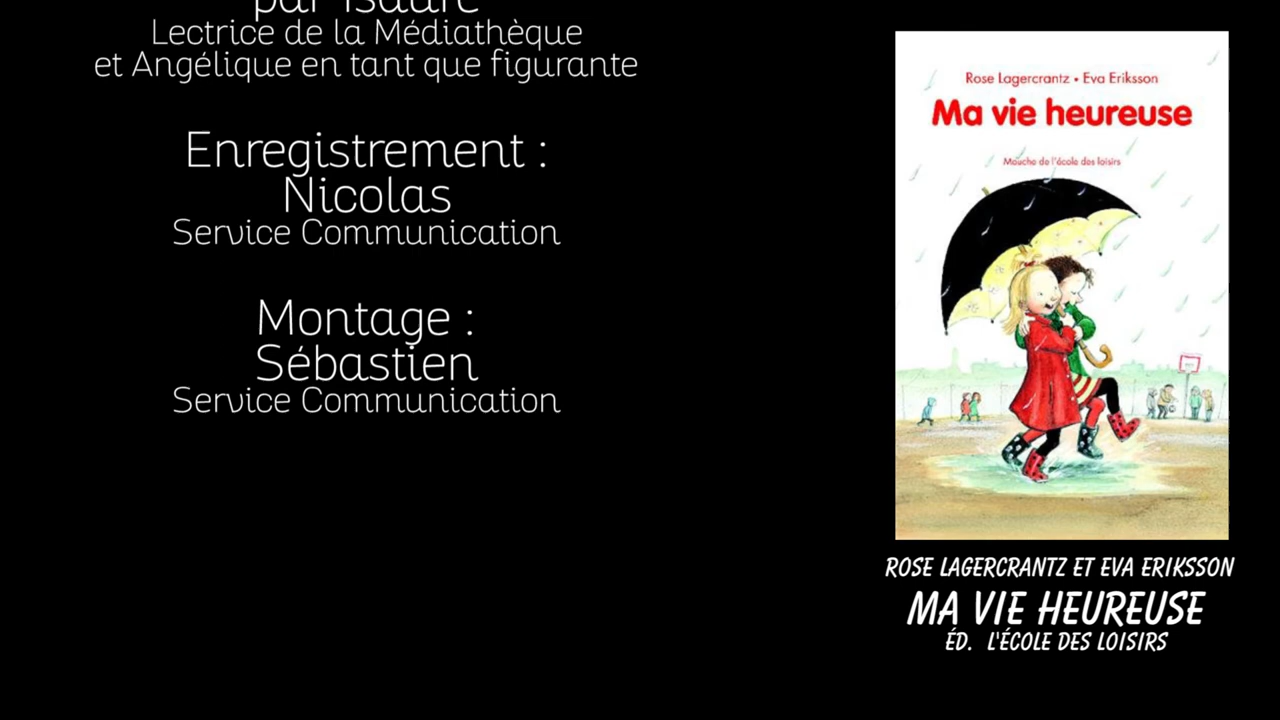 par Isaure
Lectrice de la Médiathèque
et Angélique en tant que figurante
Enregistrement :
Nicolas
Service Communication
Montage :
Sébastien
Service Communication
Rose Lagercrantz • Eva Eriksson
Ma vie heureuse
Mouche de l'école des loisirs
ROSE LAGERCRANTZ ET EVA ERIKSSON
MA VIE HEUREUSE
ÉD. L'ÉCOLE DES LOISIRS